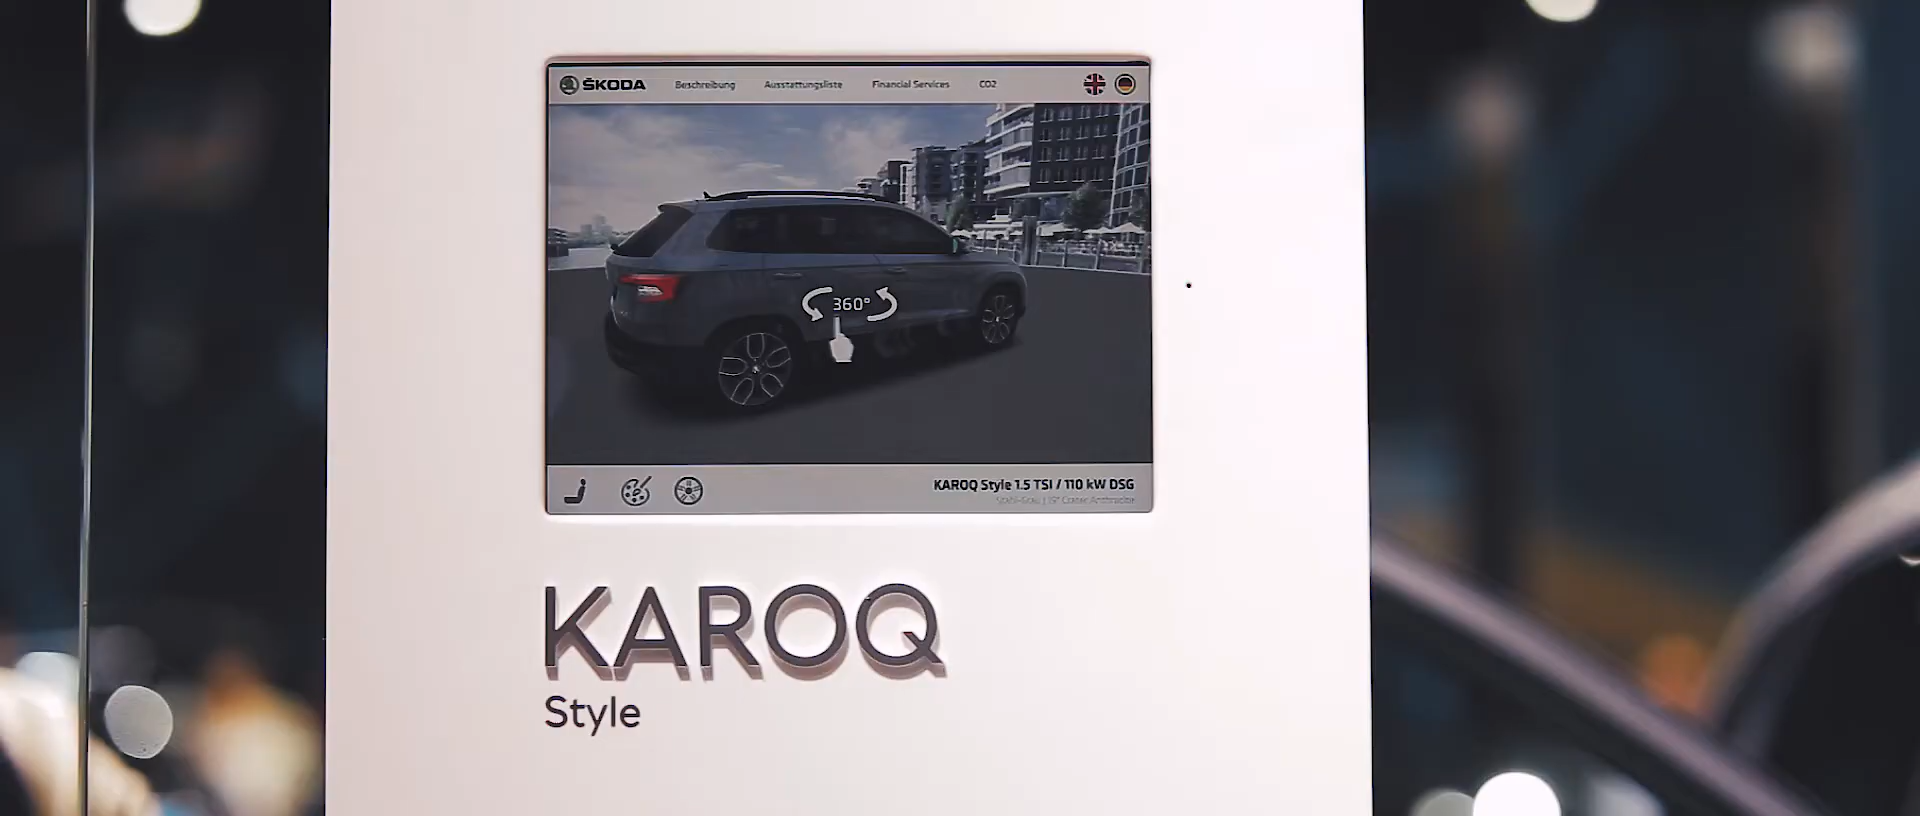 ŠKODA Beschreibung Ausstattungsliste Financial Services CO2
360°
KAROQ Style 1.5 TSI / 110 kW DSG
KAROQ
Style